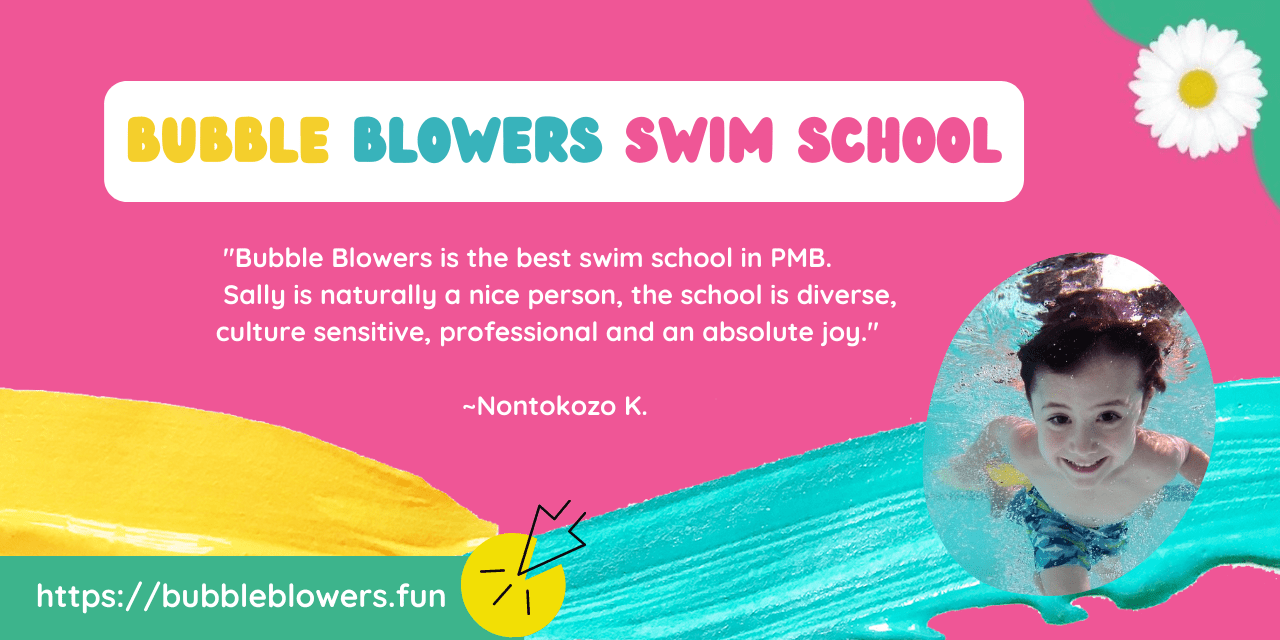 BUBBLE BLOWERS SWIM SCHOOL
"Bubble Blowers is the best swim school in PMB.
Sally is naturally a nice person, the school is diverse,
culture sensitive, professional and an absolute joy."
~Nontokozo K.
https://bubbleblowers.fun